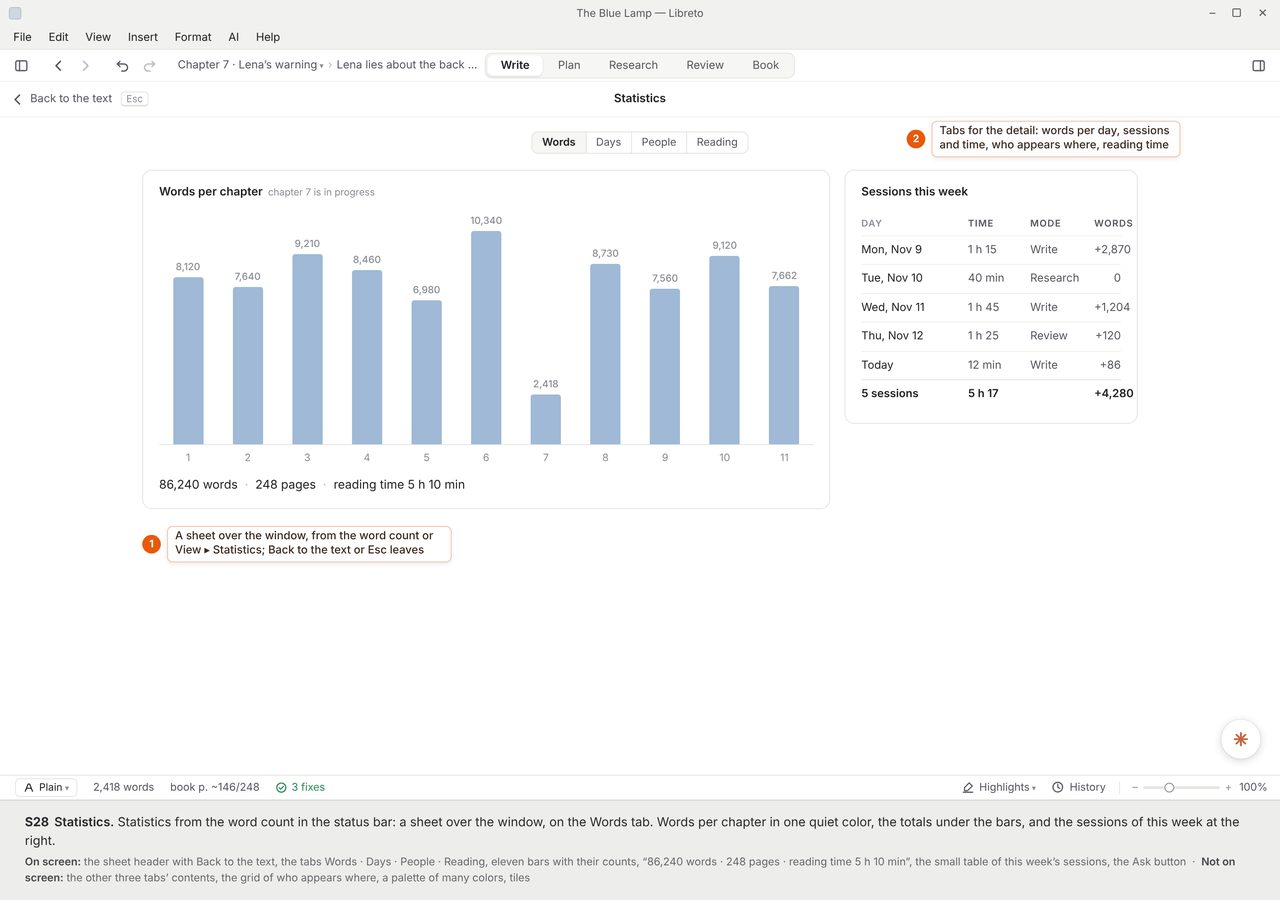 The Blue Lamp — Libreto
File Edit View Insert Format AI Help
Chapter 7 · Lena’s warning ▾ › Lena lies about the back ... Write Plan Research Review Book
Back to the text Esc Statistics
Words Days People Reading
2 Tabs for the detail: words per day, sessions
and time, who appears where, reading time
Words per chapter chapter 7 is in progress
8,120 7,640 9,210 8,460 6,980 10,340 2,418 8,730 7,560 9,120 7,662
1 2 3 4 5 6 7 8 9 10 11
86,240 words · 248 pages · reading time 5 h 10 min
Sessions this week
DAY TIME MODE WORDS
Mon, Nov 9 1 h 15 Write +2,870
Tue, Nov 10 40 min Research 0
Wed, Nov 11 1 h 45 Write +1,204
Thu, Nov 12 1 h 25 Review +120
Today 12 min Write +86
5 sessions 5 h 17 +4,280
1 A sheet over the window, from the word count or
View ▸ Statistics; Back to the text or Esc leaves
A Plain ▾ 2,418 words book p. ~146/248 3 fixes Highlights ▾ History − + 100%
S28 Statistics. Statistics from the word count in the status bar: a sheet over the window, on the Words tab. Words per chapter in one quiet color, the totals under the bars, and the sessions of this week at the
right.
On screen: the sheet header with Back to the text, the tabs Words · Days · People · Reading, eleven bars with their counts, “86,240 words · 248 pages · reading time 5 h 10 min”, the small table of this week’s sessions, the Ask button · Not on
screen: the other three tabs’ contents, the grid of who appears where, a palette of many colors, tiles